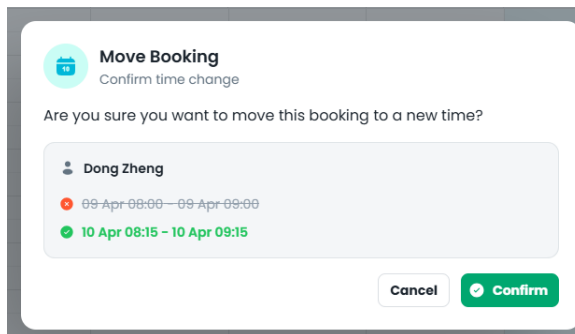 Move Booking
Confirm time change
Are you sure you want to move this booking to a new time?
Dong Zheng
09 Apr 08:00 - 09 Apr 09:00
10 Apr 08:15 - 10 Apr 09:15
Cancel
Confirm